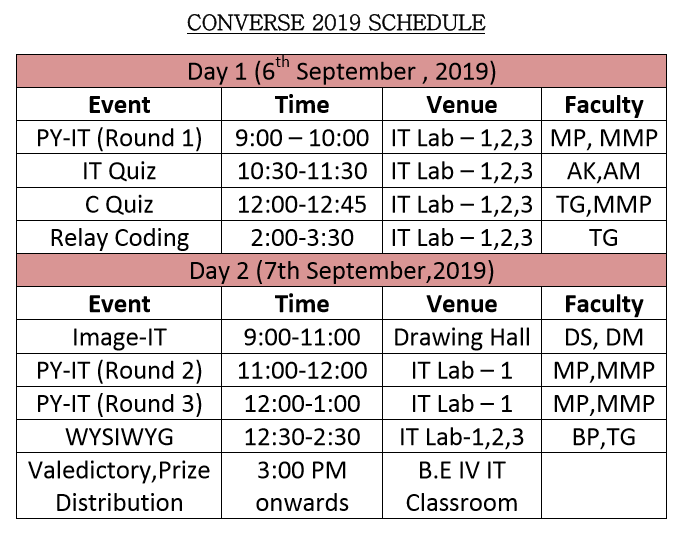 CONVERSE 2019 SCHEDULE
Day 1 (6th September , 2019)
Event Time Venue Faculty
PY-IT (Round 1) 9:00 – 10:00 IT Lab – 1,2,3 MP, MMP
IT Quiz 10:30-11:30 IT Lab – 1,2,3 AK,AM
C Quiz 12:00-12:45 IT Lab – 1,2,3 TG,MMP
Relay Coding 2:00-3:30 IT Lab – 1,2,3 TG
Day 2 (7th September,2019)
Event Time Venue Faculty
Image-IT 9:00-11:00 Drawing Hall DS, DM
PY-IT (Round 2) 11:00-12:00 IT Lab – 1 MP,MMP
PY-IT (Round 3) 12:00-1:00 IT Lab – 1 MP,MMP
WYSIWYG 12:30-2:30 IT Lab-1,2,3 BP,TG
Valedictory,Prize 3:00 PM B.E IV IT
Distribution onwards Classroom